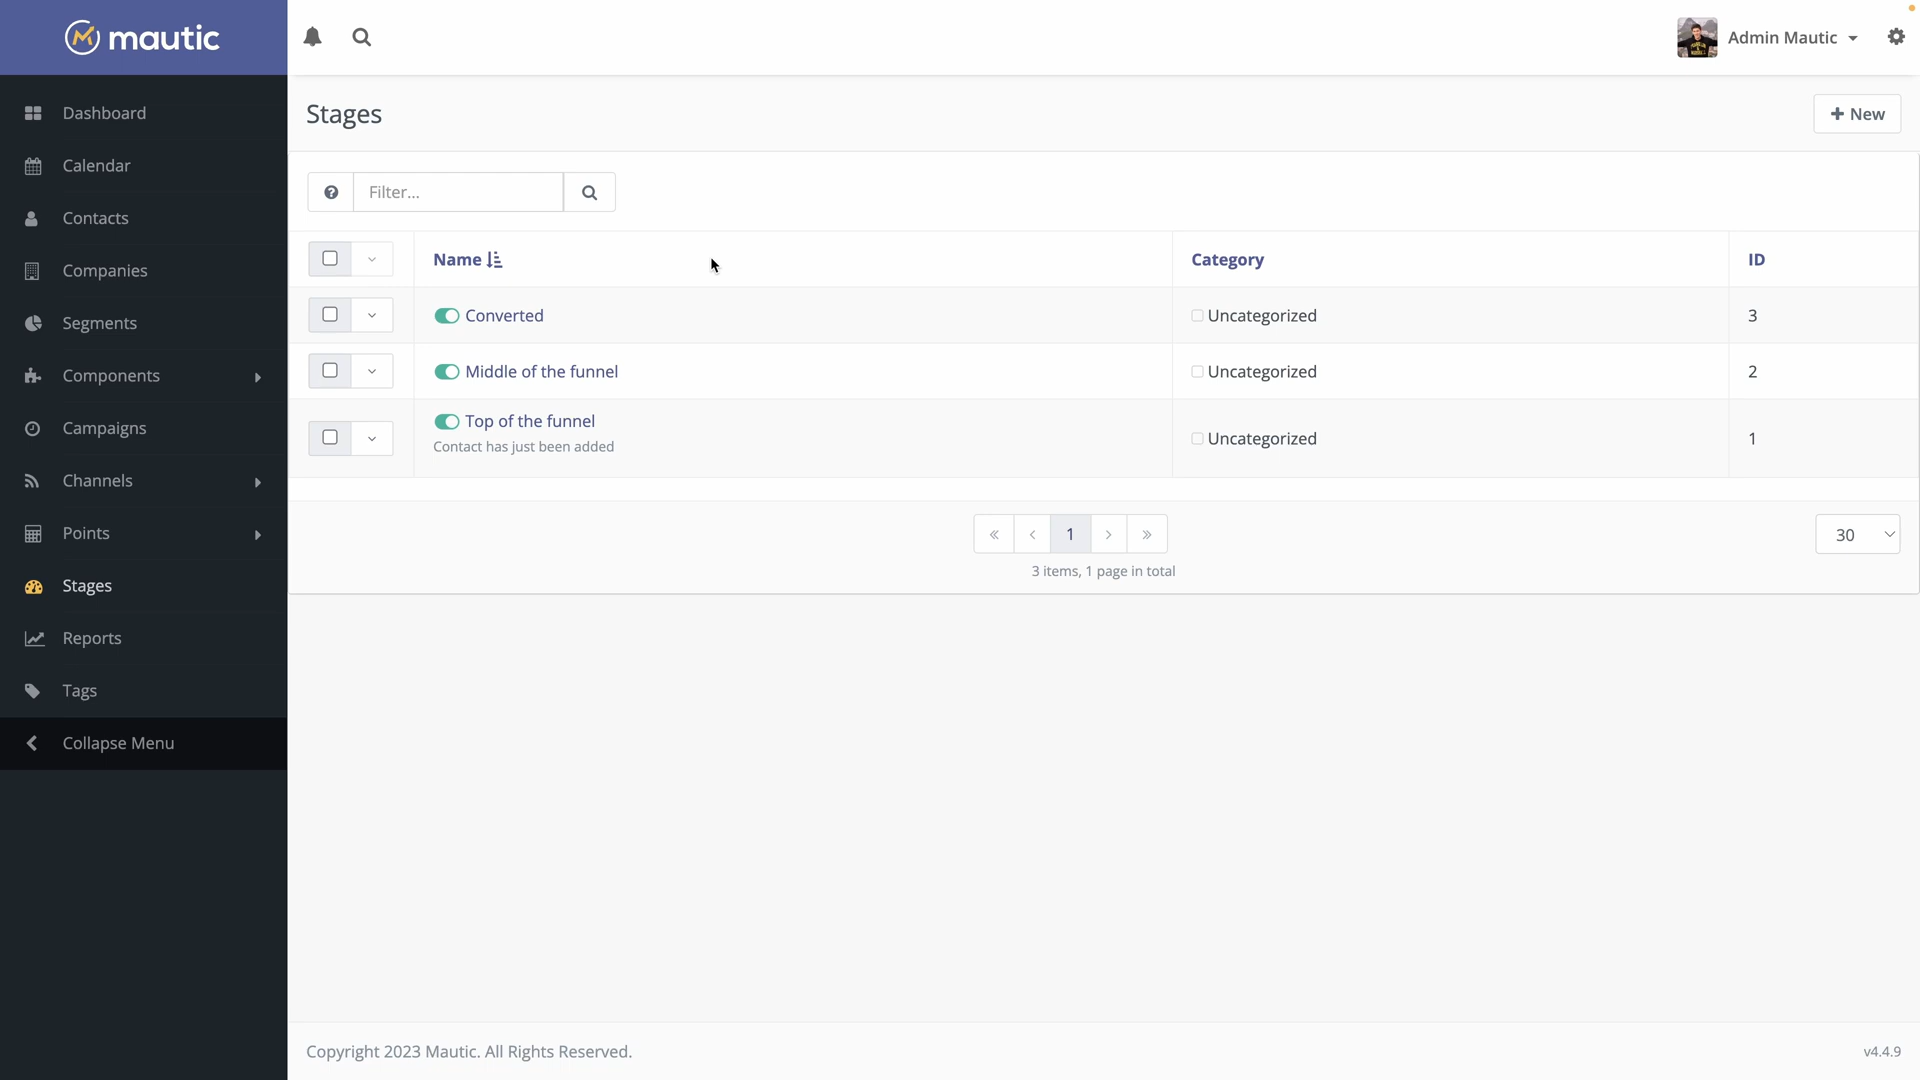 mautic
Admin Mautic
Dashboard
Calendar
Contacts
Companies
Segments
Components
Campaigns
Channels
Points
Stages
Reports
Tags
Collapse Menu
Stages
New
Filter...
Name Category ID
Converted Uncategorized 3
Middle of the funnel Uncategorized 2
Top of the funnel
Contact has just been added
Uncategorized 1
« ‹ 1 › »
30
3 items, 1 page in total
Copyright 2023 Mautic. All Rights Reserved.
v4.4.9